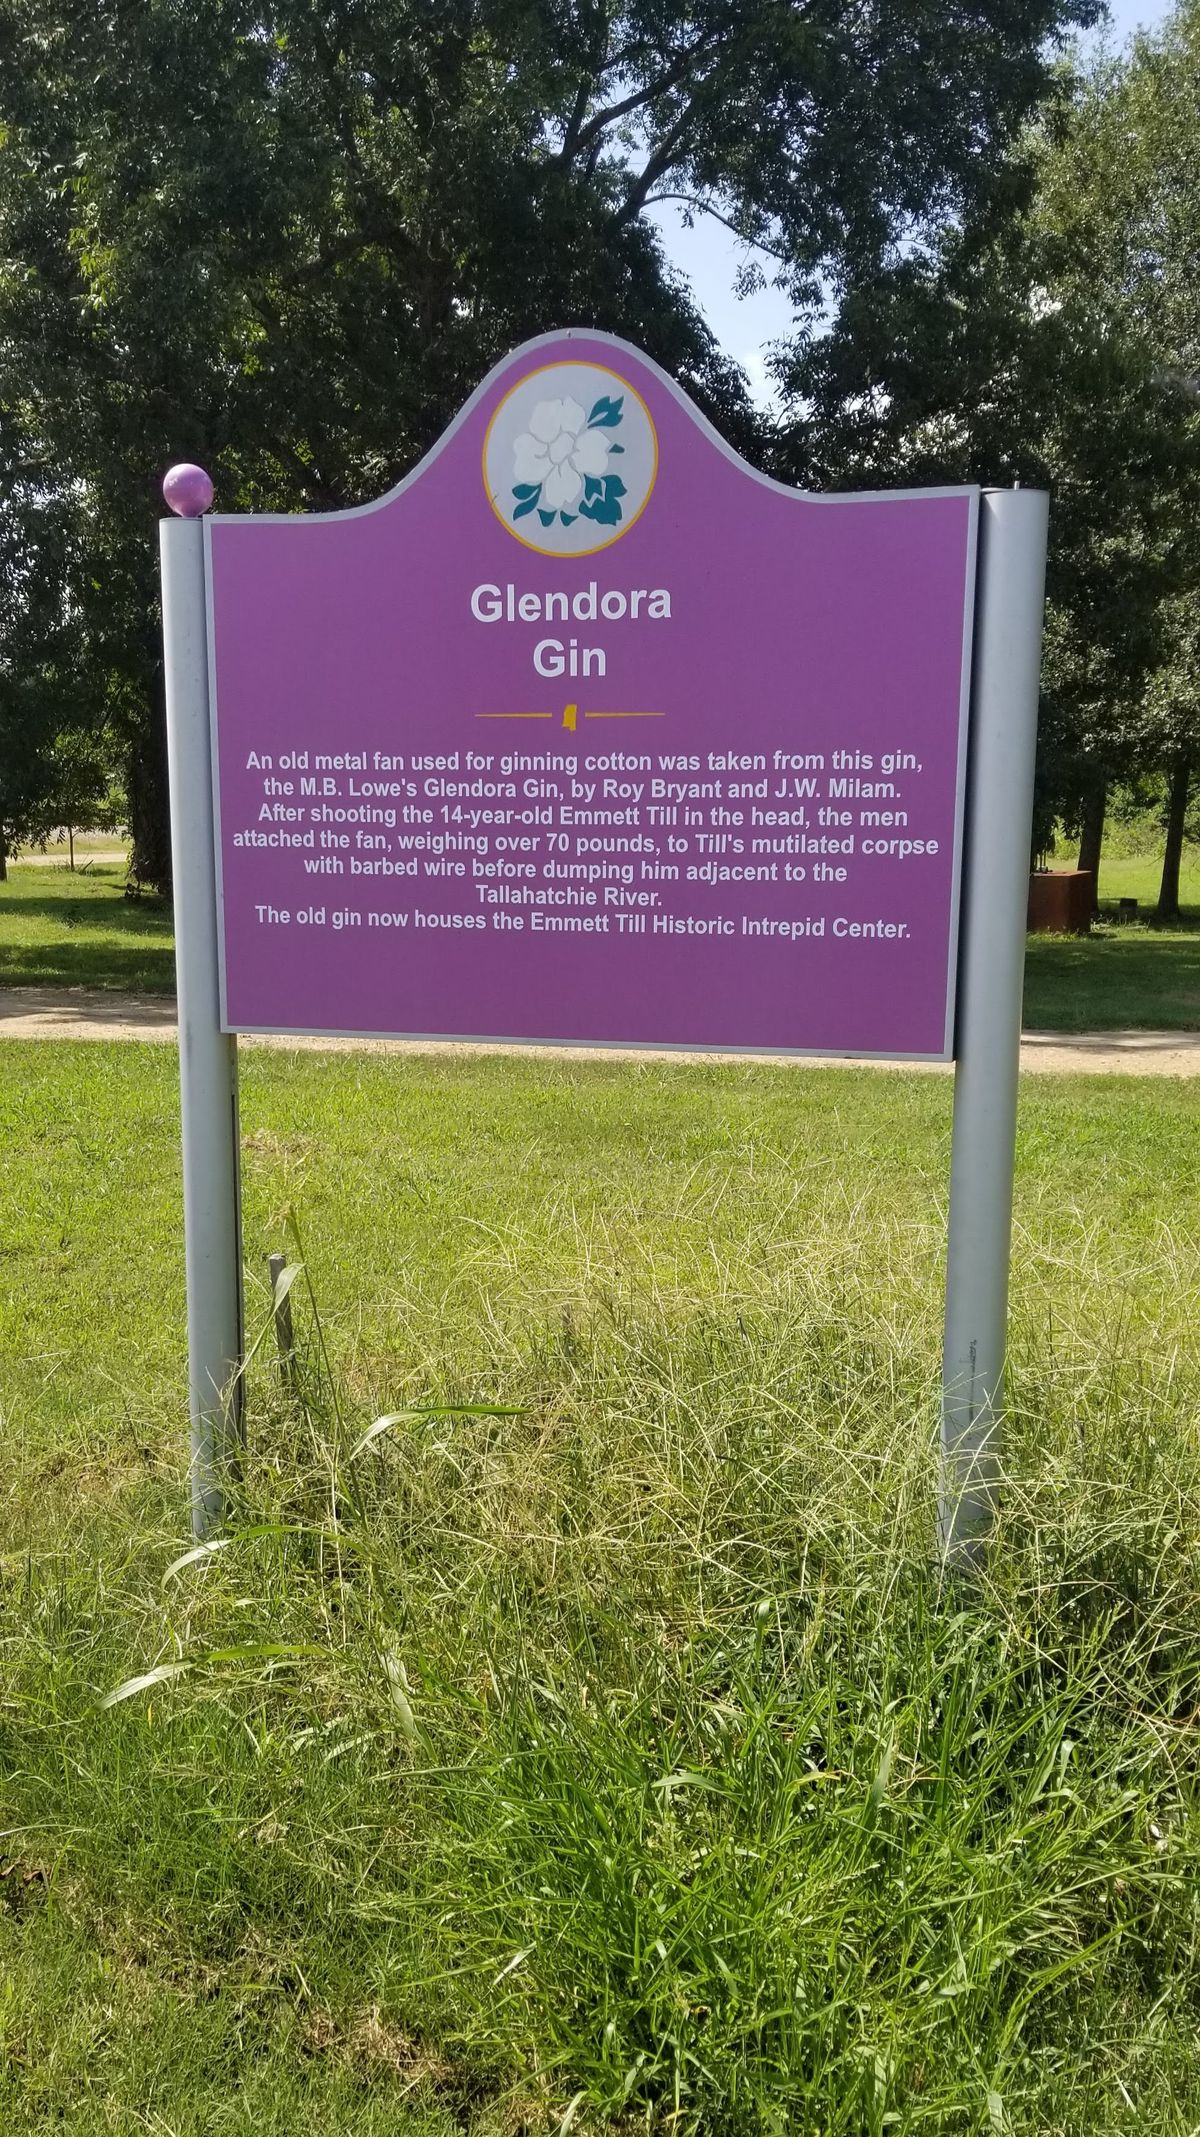 Glendora
Gin
An old metal fan used for ginning cotton was taken from this gin,
the M.B. Lowe's Glendora Gin, by Roy Bryant and J.W. Milam.
After shooting the 14-year-old Emmett Till in the head, the men
attached the fan, weighing over 70 pounds, to Till's mutilated corpse
with barbed wire before dumping him adjacent to the
Tallahatchie River.
The old gin now houses the Emmett Till Historic Intrepid Center.